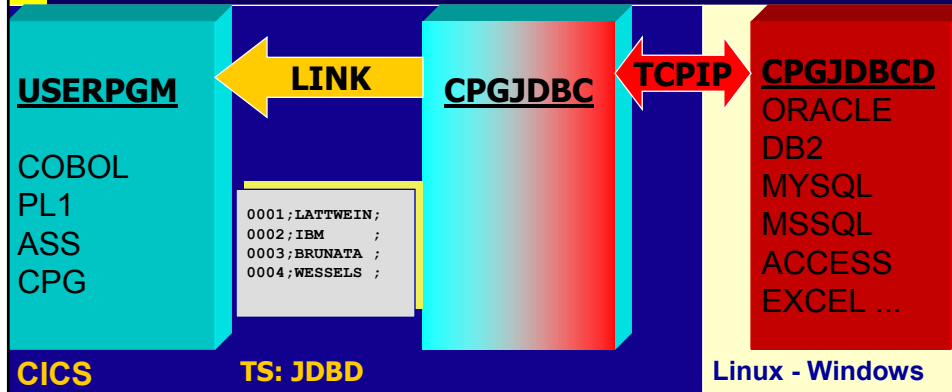 USERPGM
COBOL
PL1
ASS
CPG
LINK
0001;LATTWEIN;
0002;IBM     ;
0003;BRUNATA ;
0004;WESSELS ;
CPGJDBC
TCPIP
CPGJDBCD
ORACLE
DB2
MYSQL
MSSQL
ACCESS
EXCEL ...
CICS
TS: JDBD
Linux - Windows